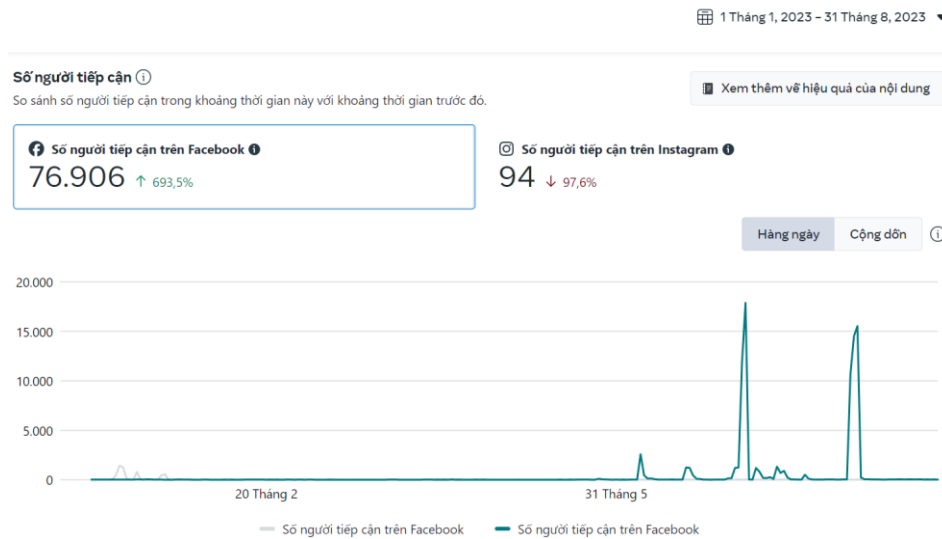 1 Tháng 1, 2023 – 31 Tháng 8, 2023
Số người tiếp cận
So sánh số người tiếp cận trong khoảng thời gian này với khoảng thời gian trước đó.
Xem thêm về hiệu quả của nội dung
Số người tiếp cận trên Facebook
76.906 ↑ 693,5%
Số người tiếp cận trên Instagram
94 ↓ 97,6%
Hàng ngày
Cộng dồn
20.000
15.000
10.000
5.000
0
20 Tháng 2
31 Tháng 5
Số người tiếp cận trên Facebook
Số người tiếp cận trên Facebook